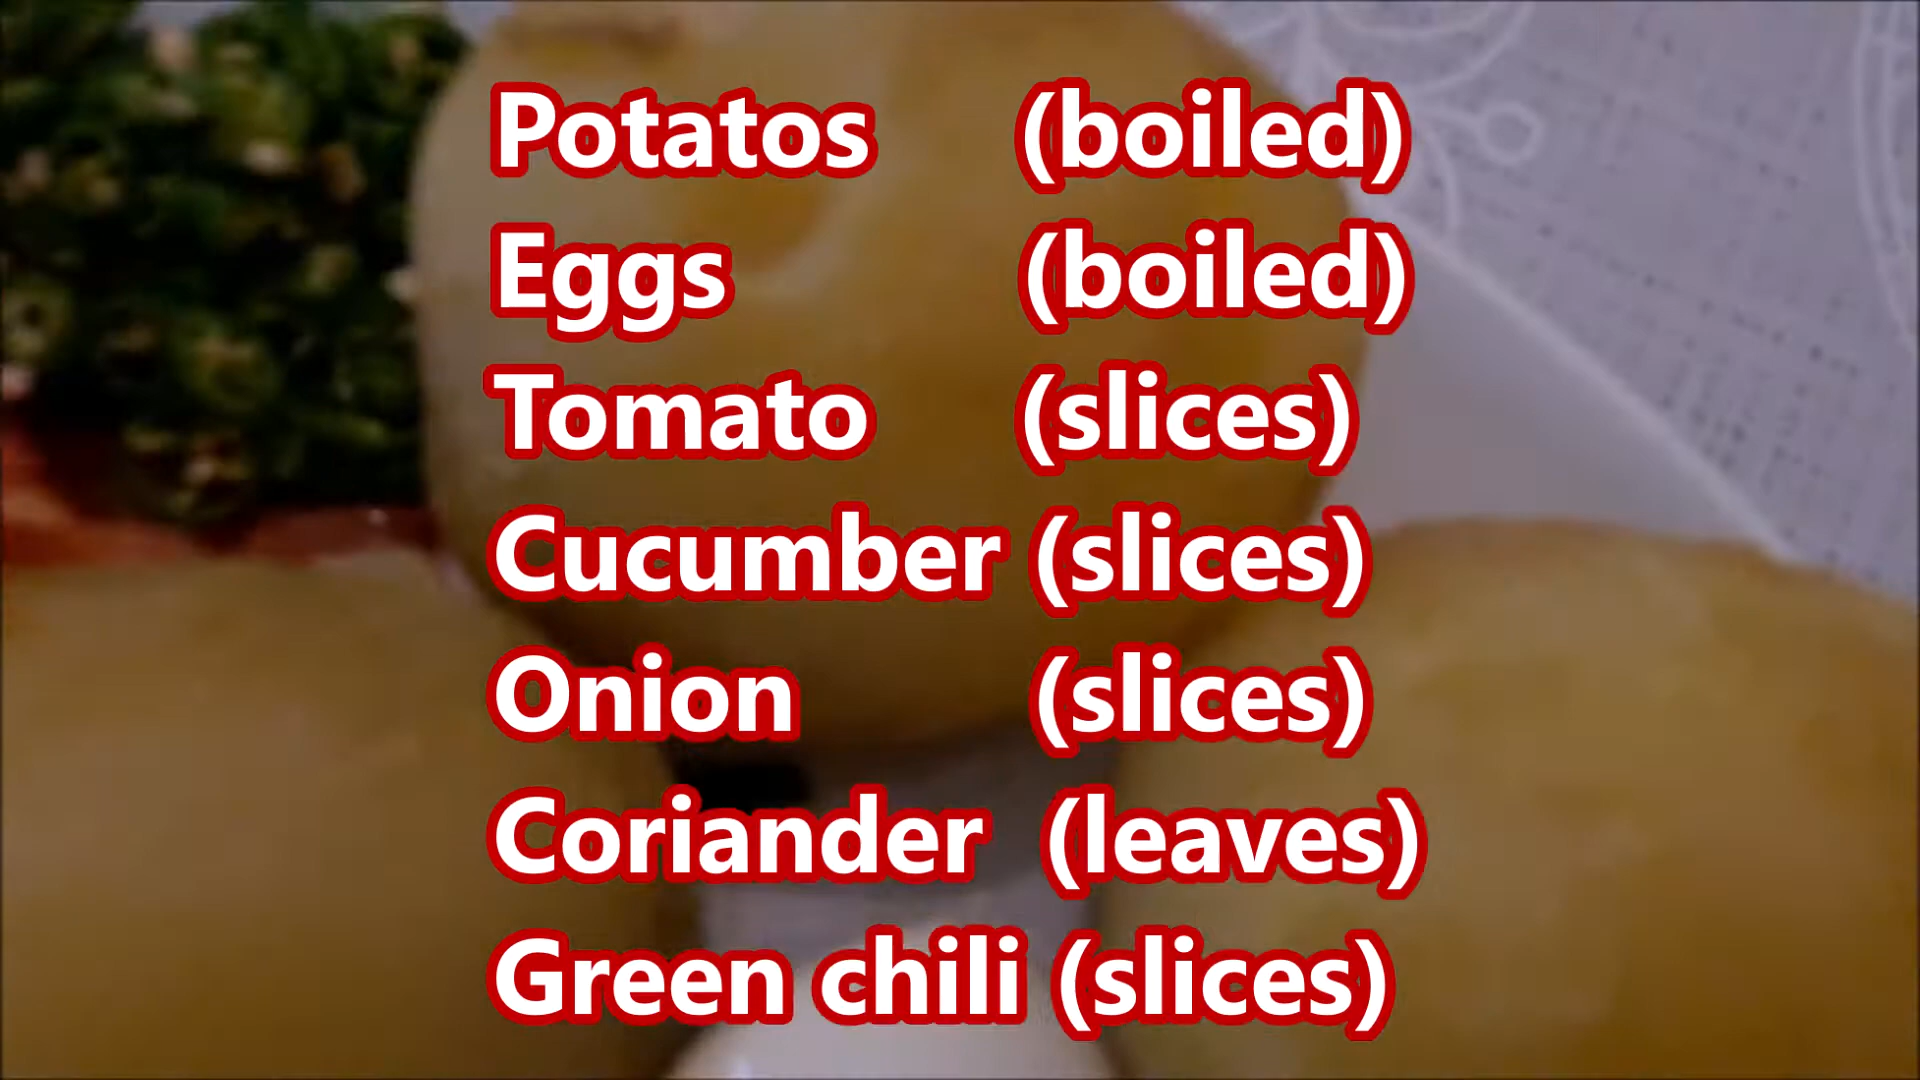 Potatos (boiled)
Eggs (boiled)
Tomato (slices)
Cucumber (slices)
Onion (slices)
Coriander (leaves)
Green chili (slices)